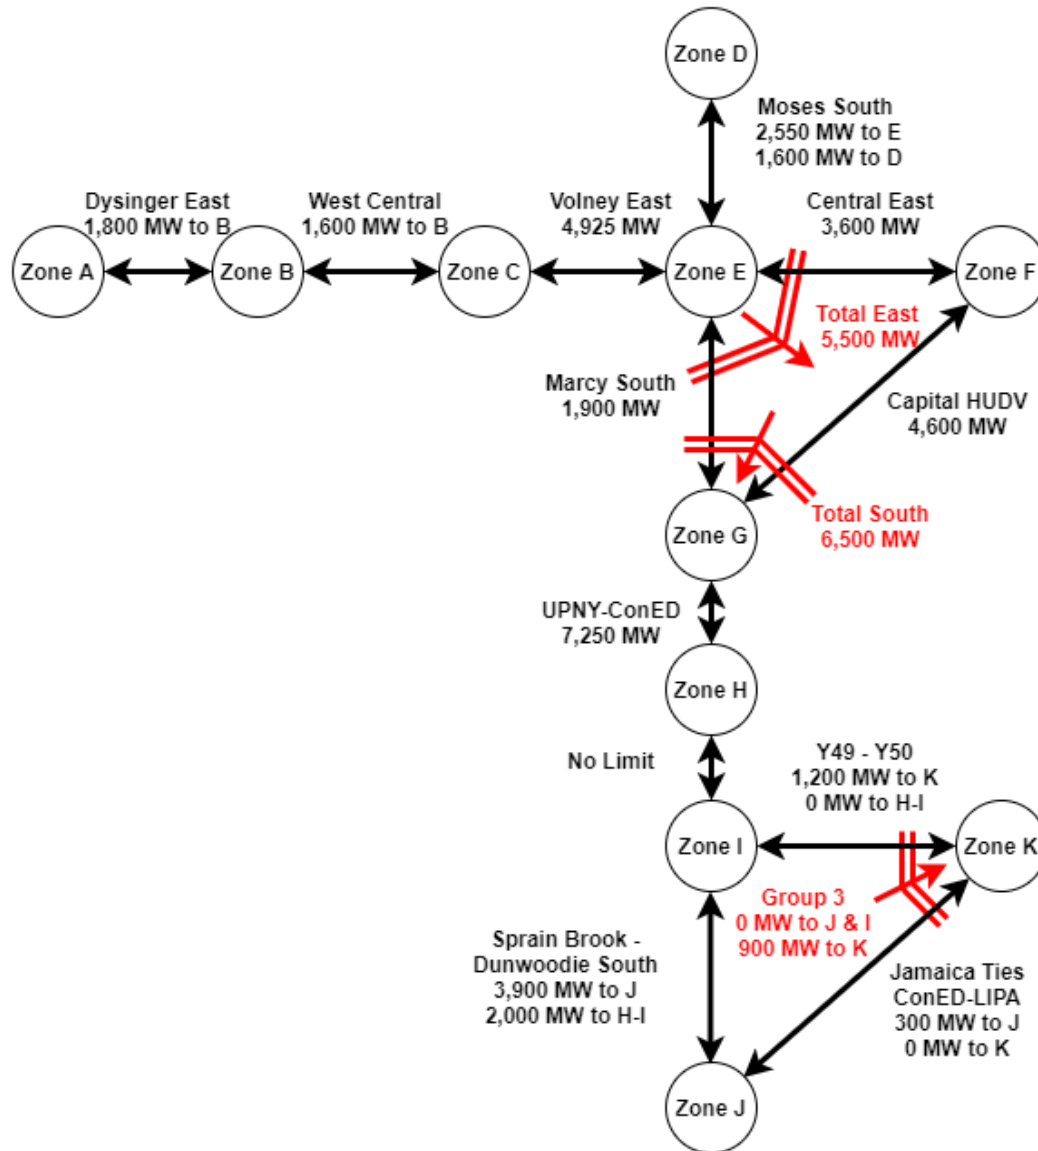 Zone D
Moses South
2,550 MW to E
1,600 MW to D
Dysinger East
1,800 MW to B
West Central
1,600 MW to B
Volney East
4,925 MW
Central East
3,600 MW
Zone A
Zone B
Zone C
Zone E
Zone F
Total East
5,500 MW
Marcy South
1,900 MW
Capital HUDV
4,600 MW
Zone G
Total South
6,500 MW
UPNY-ConED
7,250 MW
Zone H
No Limit
Y49 - Y50
1,200 MW to K
0 MW to H-I
Zone I
Zone K
Group 3
0 MW to J & I
900 MW to K
Sprain Brook -
Dunwoodie South
3,900 MW to J
2,000 MW to H-I
Jamaica Ties
ConED-LIPA
300 MW to J
0 MW to K
Zone J